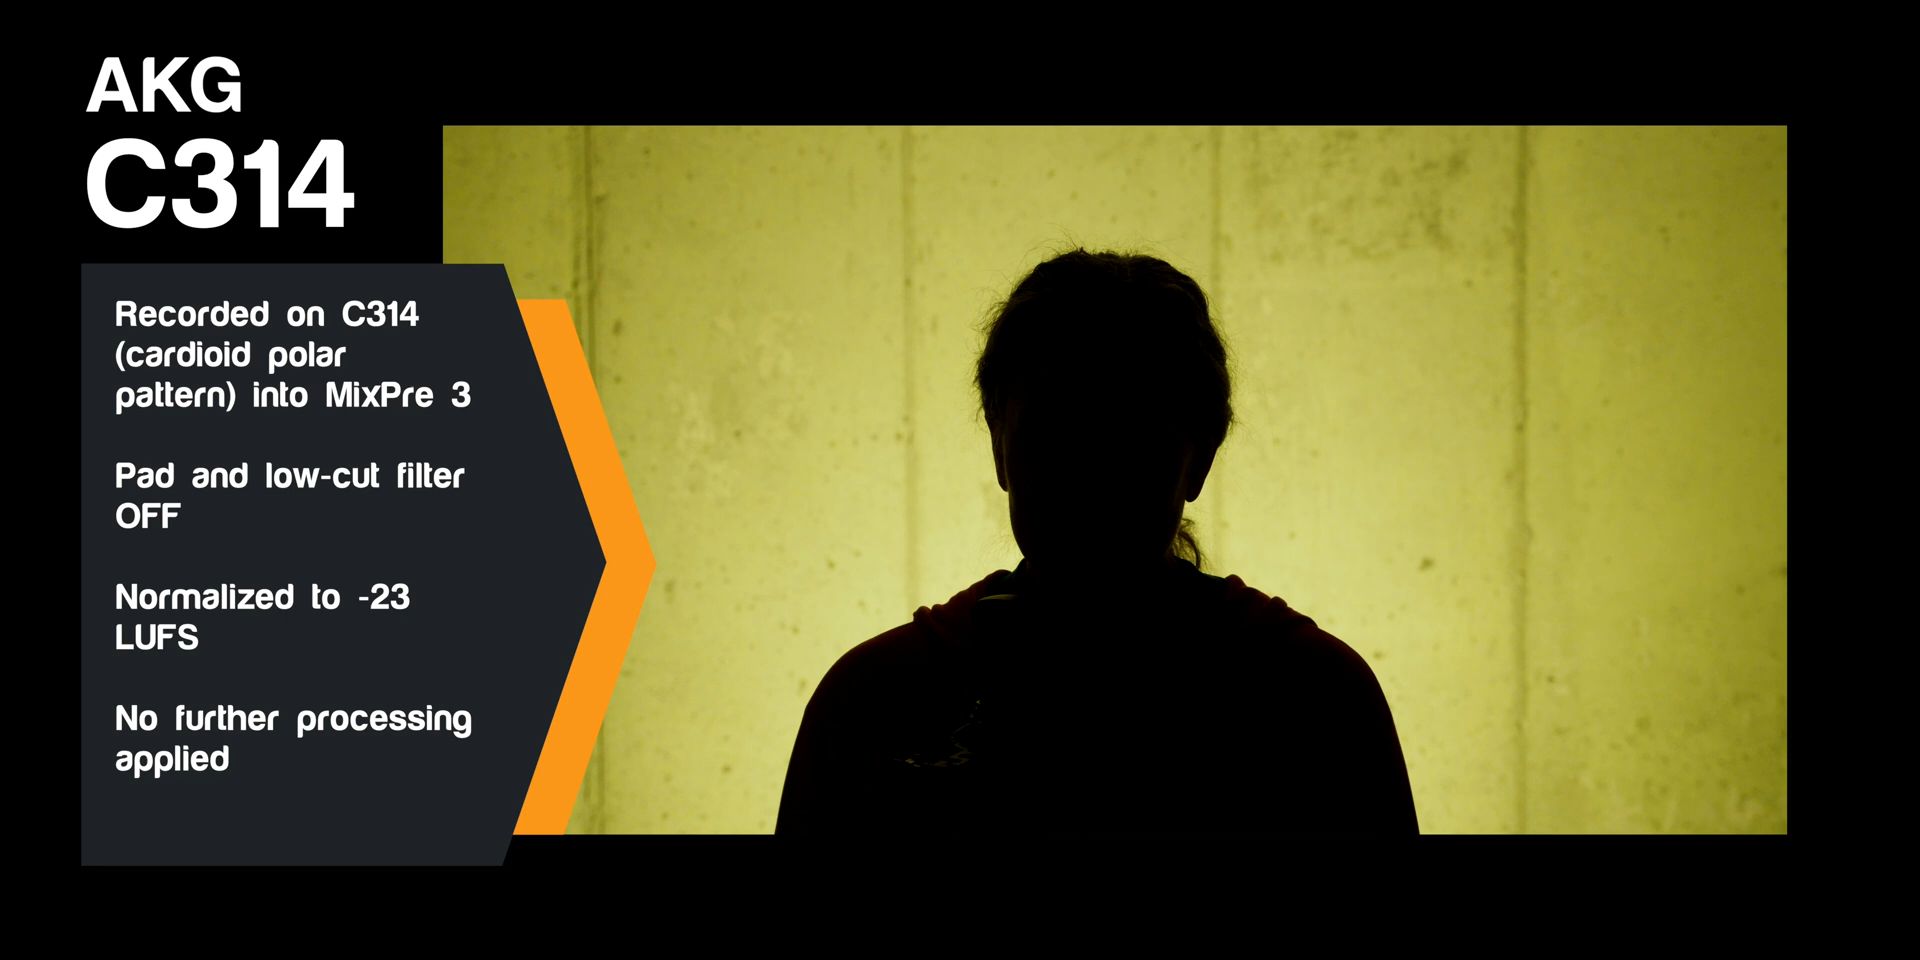 AKG
C314
Recorded on C314
(cardioid polar
pattern) into MixPre 3
Pad and low-cut filter
OFF
Normalized to -23
LUFS
No further processing
applied